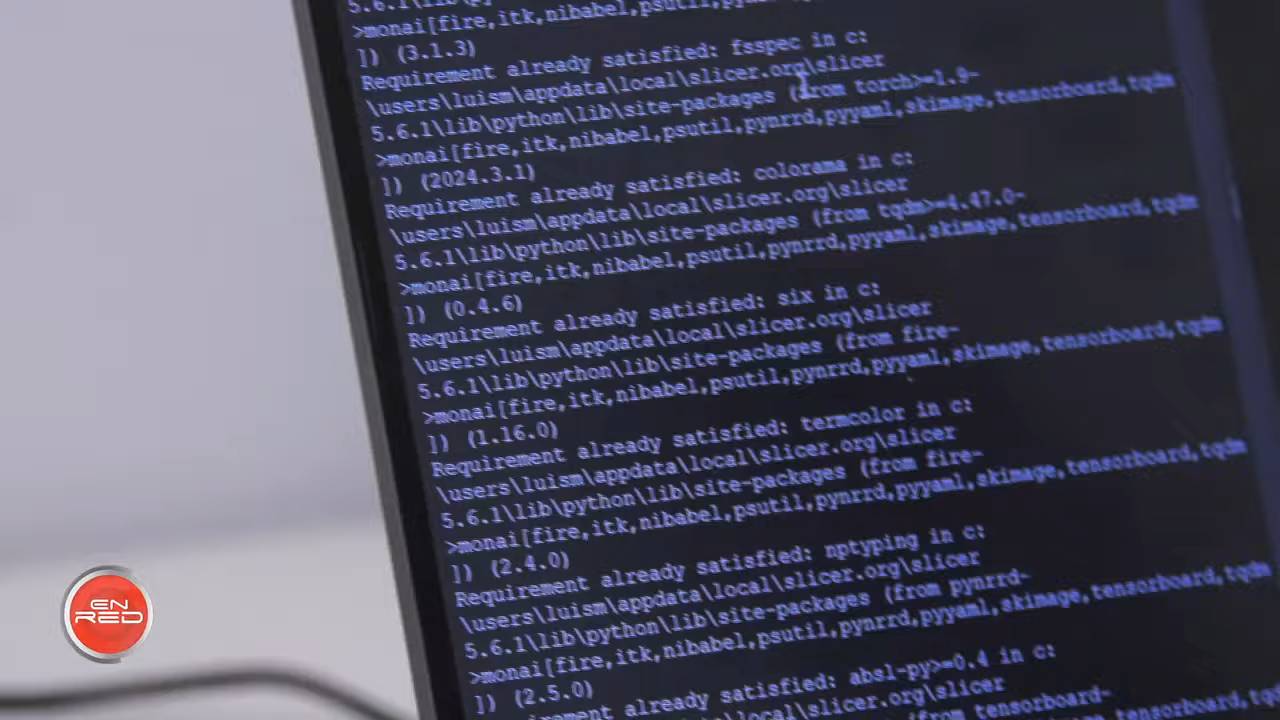 5.6.1\lib\py
>monai[fire,itk,nibabel,psutil,pyn
]) (3.1.3)
Requirement already satisfied: fsspec in c:
\users\luism\appdata\local\slicer.org\slicer
5.6.1\lib\python\lib\site-packages (from torch>=1.9-
>monai[fire,itk,nibabel,psutil,pynrrd,pyyaml,skimage,tensorboard,tqdm
]) (2024.3.1)
Requirement already satisfied: colorama in c:
\users\luism\appdata\local\slicer.org\slicer
5.6.1\lib\python\lib\site-packages (from tqdm>=4.47.0-
>monai[fire,itk,nibabel,psutil,pynrrd,pyyaml,skimage,tensorboard,tqdm
]) (0.4.6)
Requirement already satisfied: six in c:
\users\luism\appdata\local\slicer.org\slicer
5.6.1\lib\python\lib\site-packages (from fire-
>monai[fire,itk,nibabel,psutil,pynrrd,pyyaml,skimage,tensorboard,tqdm
]) (1.16.0)
Requirement already satisfied: termcolor in c:
\users\luism\appdata\local\slicer.org\slicer
5.6.1\lib\python\lib\site-packages (from fire-
>monai[fire,itk,nibabel,psutil,pynrrd,pyyaml,skimage,tensorboard,tqdm
]) (2.4.0)
Requirement already satisfied: nptyping in c:
\users\luism\appdata\local\slicer.org\slicer
5.6.1\lib\python\lib\site-packages (from pynrrd-
>monai[fire,itk,nibabel,psutil,pynrrd,pyyaml,skimage,tensorboard,tqdm
]) (2.5.0)
irement already satisfied: absl-py>=0.4 in c:
luism\appdata\local\slicer.org\slicer
(from tensorboard-
EN
RED